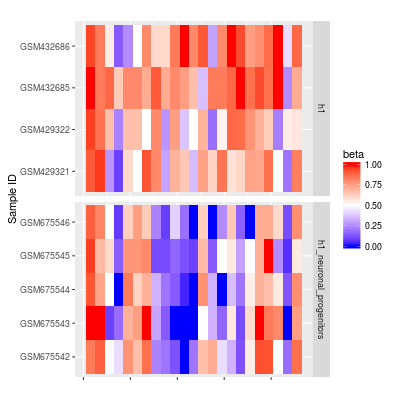 GSM432686
GSM432685
GSM429322
GSM429321
h1
GSM675546
GSM675545
GSM675544
GSM675543
GSM675542
h1_neuronal_progenitors
Sample ID
beta
1.00
0.75
0.50
0.25
0.00